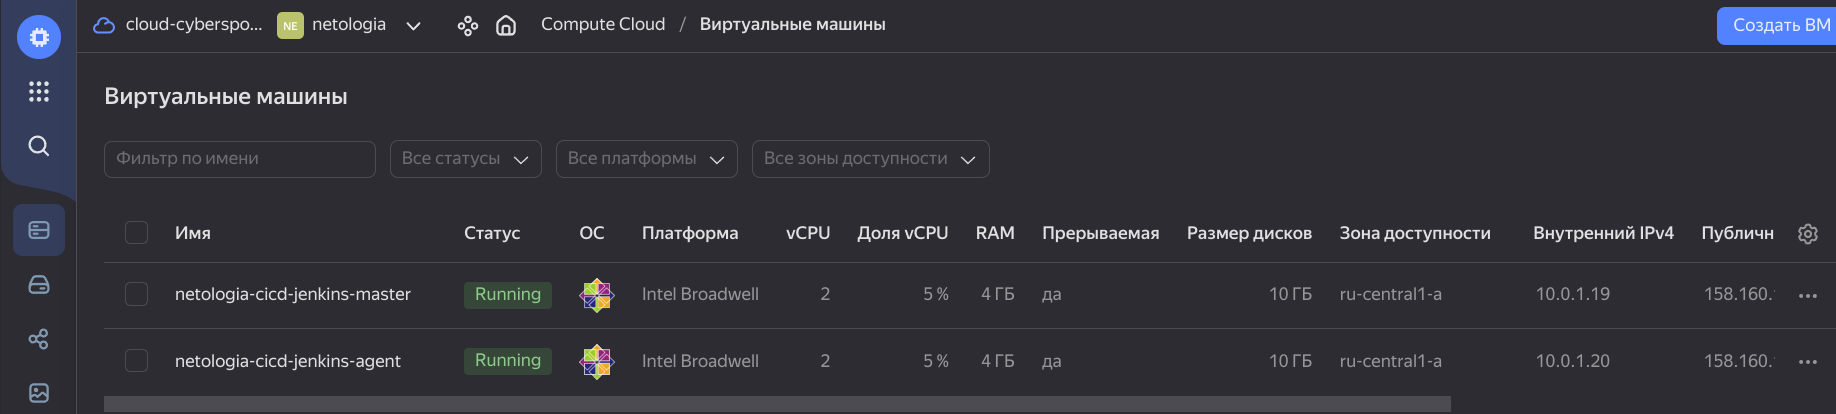 cloud-cyberspo... NE netologia Compute Cloud / Виртуальные машины Создать ВМ
Виртуальные машины
Фильтр по имени Все статусы Все платформы Все зоны доступности
Имя Статус ОС Платформа vCPU Доля vCPU RAM Прерываемая Размер дисков Зона доступности Внутренний IPv4 Публичн
netologia-cicd-jenkins-master Running Intel Broadwell 2 5 % 4 ГБ да 10 ГБ ru-central1-a 10.0.1.19 158.160.
netologia-cicd-jenkins-agent Running Intel Broadwell 2 5 % 4 ГБ да 10 ГБ ru-central1-a 10.0.1.20 158.160.